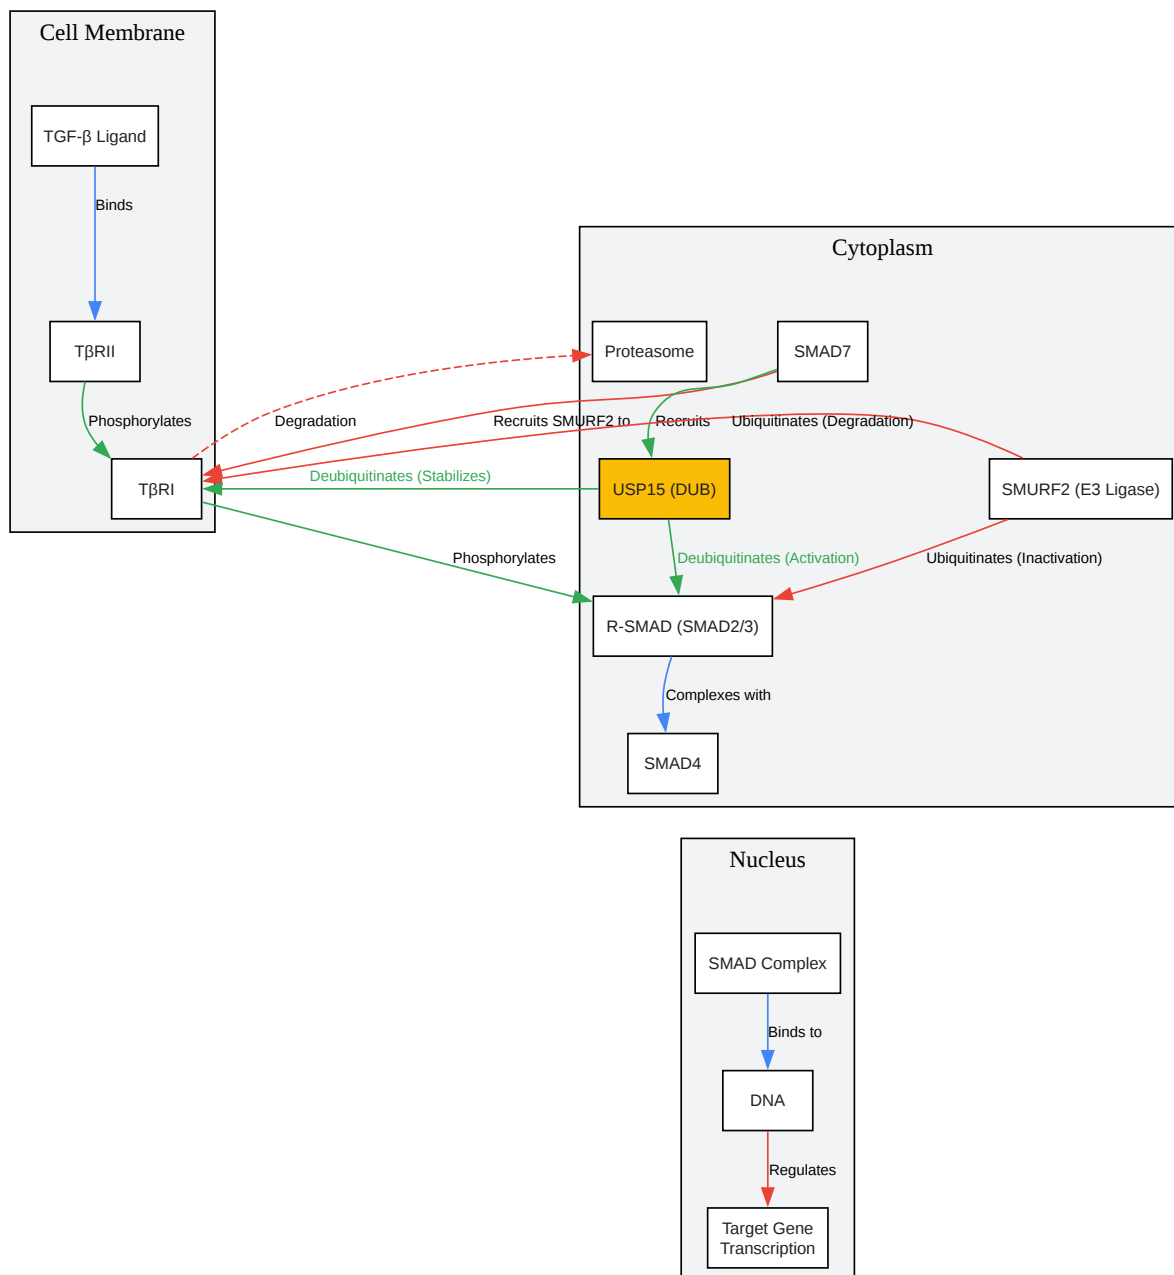 Cell Membrane
TGF-β Ligand
Binds
TβRII
Phosphorylates
TβRI
Degradation
Deubiquitinates (Stabilizes)
Phosphorylates
Cytoplasm
Proteasome
SMAD7
Recruits SMURF2 to
Recruits
Ubiquitinates (Degradation)
USP15 (DUB)
SMURF2 (E3 Ligase)
Deubiquitinates (Activation)
Ubiquitinates (Inactivation)
R-SMAD (SMAD2/3)
Complexes with
SMAD4
Nucleus
SMAD Complex
Binds to
DNA
Regulates
Target Gene
Transcription